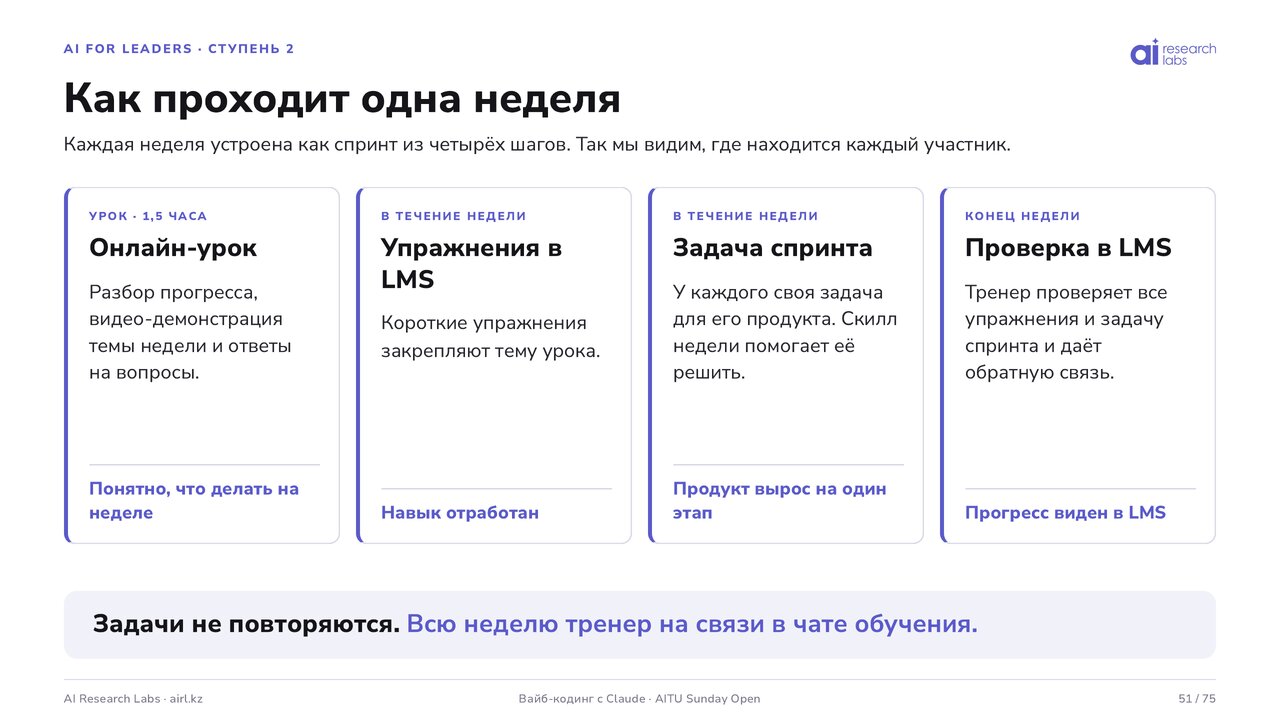 AI FOR LEADERS · СТУПЕНЬ 2
ai research labs
Как проходит одна неделя
Каждая неделя устроена как спринт из четырёх шагов. Так мы видим, где находится каждый участник.
УРОК · 1,5 ЧАСА
Онлайн-урок
Разбор прогресса,
видео-демонстрация
темы недели и ответы
на вопросы.
Понятно, что делать на
неделе
В ТЕЧЕНИЕ НЕДЕЛИ
Упражнения в
LMS
Короткие упражнения
закрепляют тему урока.
Навык отработан
В ТЕЧЕНИЕ НЕДЕЛИ
Задача спринта
У каждого своя задача
для его продукта. Скилл
недели помогает её
решить.
Продукт вырос на один
этап
КОНЕЦ НЕДЕЛИ
Проверка в LMS
Тренер проверяет все
упражнения и задачу
спринта и даёт
обратную связь.
Прогресс виден в LMS
Задачи не повторяются. Всю неделю тренер на связи в чате обучения.
AI Research Labs · airl.kz
Вайб-кодинг с Claude · AITU Sunday Open
51 / 75